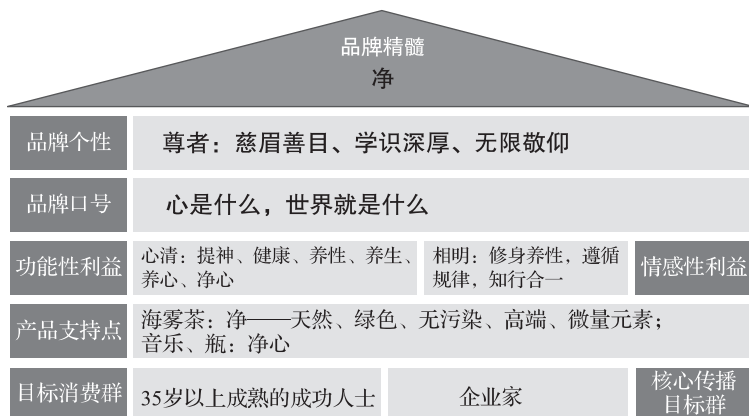 品牌精髓
净
品牌个性
尊者：慈眉善目、学识深厚、无限敬仰
品牌口号
心是什么，世界就是什么
功能性利益
心清：提神、健康、养性、养生、
养心、净心
相明：修身养性，遵循
规律，知行合一
情感性利益
产品支持点
海雾茶：净——天然、绿色、无污染、高端、微量元素；
音乐、瓶：净心
目标消费群
35岁以上成熟的成功人士
企业家
核心传播
目标群